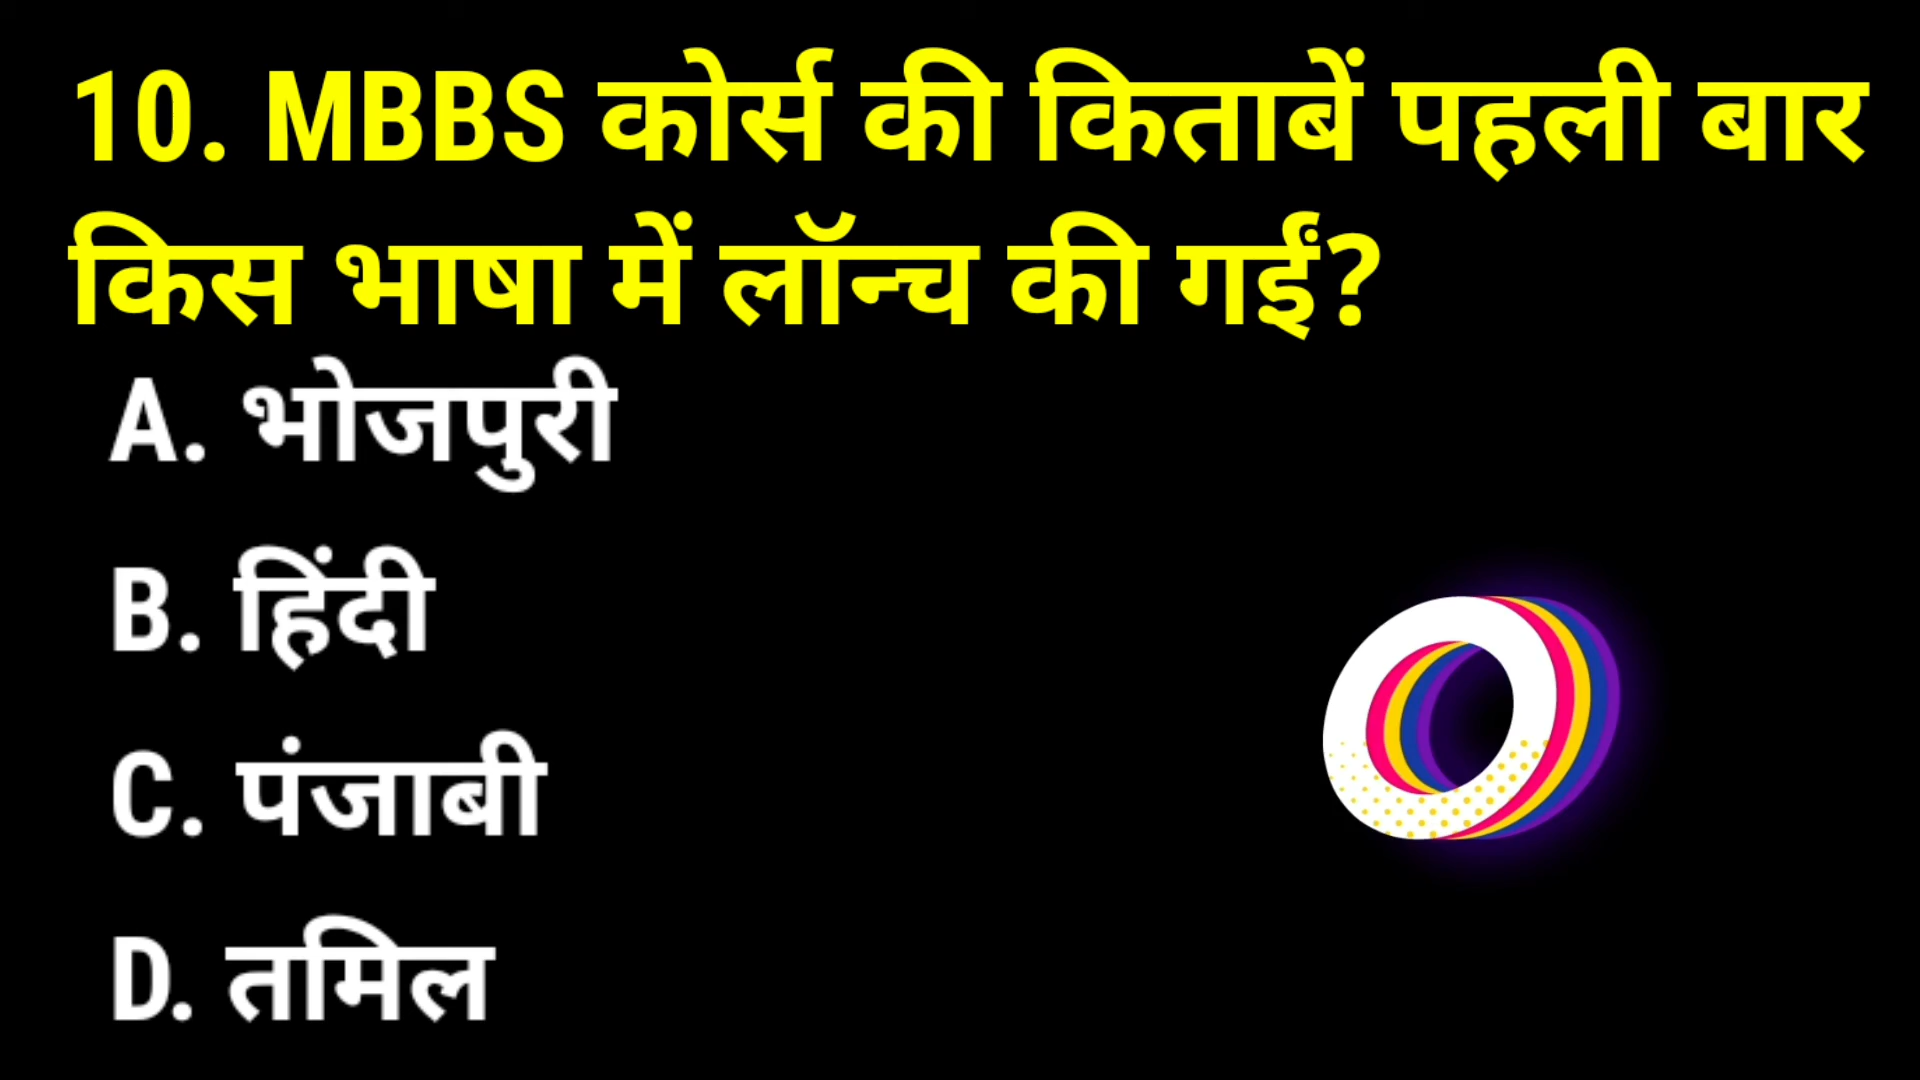 10. MBBS कोर्स की किताबें पहली बार
किस भाषा में लॉन्च की गईं?
A. भोजपुरी
B. हिंदी
C. पंजाबी
D. तमिल